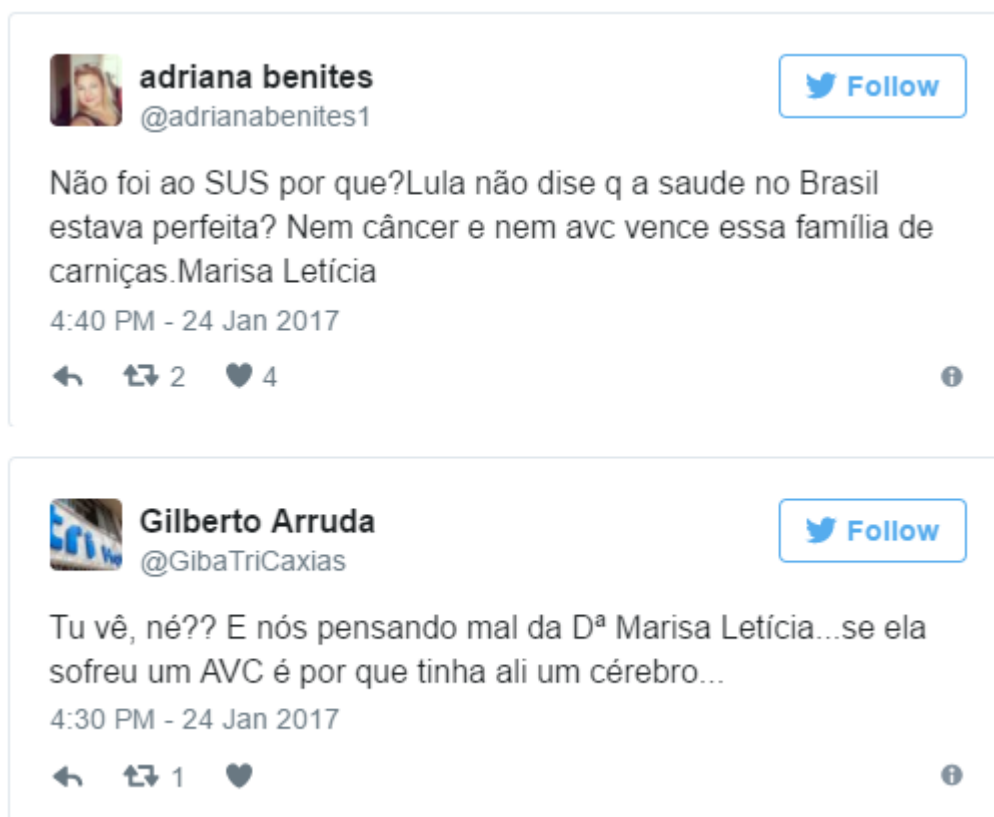 adriana benites
@adrianabenites1
Follow
Não foi ao SUS por que?Lula não dise q a saude no Brasil
estava perfeita? Nem câncer e nem avc vence essa família de
carniças.Marisa Letícia
4:40 PM - 24 Jan 2017
2 4
Gilberto Arruda
@GibaTriCaxias
Follow
Tu vê, né?? E nós pensando mal da Dª Marisa Letícia...se ela
sofreu um AVC é por que tinha ali um cérebro...
4:30 PM - 24 Jan 2017
1